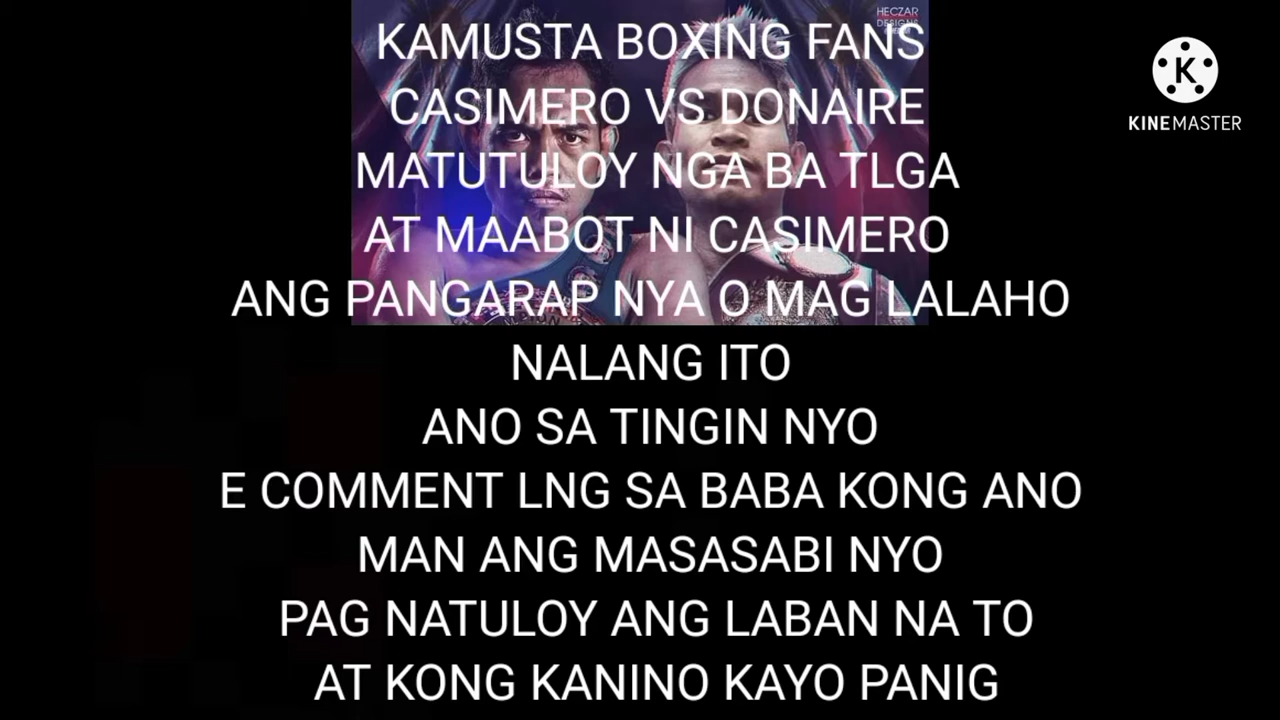 HECZAR
DESIGNS
KAMUSTA BOXING FANS
CASIMERO VS DONAIRE
MATUTULOY NGA BA TLGA
AT MAABOT NI CASIMERO
ANG PANGARAP NYA O MAG LALAHO
NALANG ITO
ANO SA TINGIN NYO
E COMMENT LNG SA BABA KONG ANO
MAN ANG MASASABI NYO
PAG NATULOY ANG LABAN NA TO
AT KONG KANINO KAYO PANIG
K
KINEMASTER